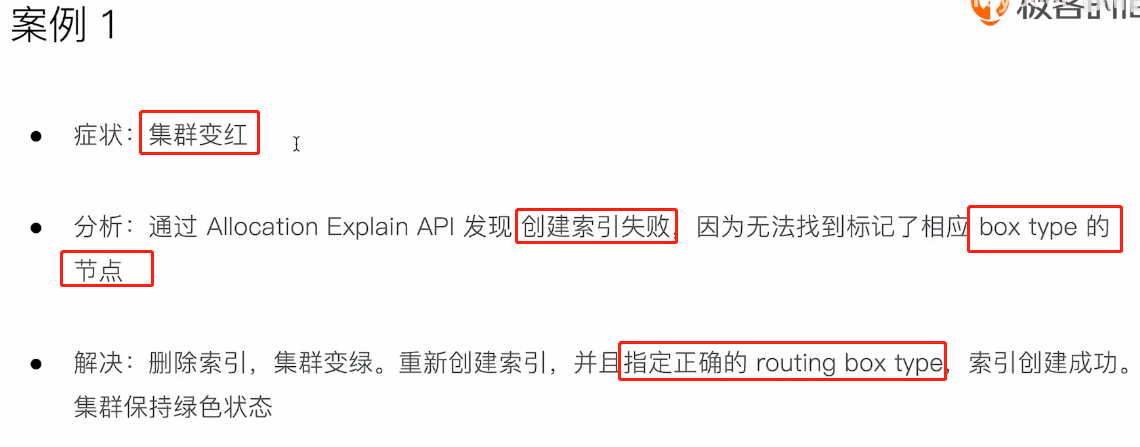 案例 1
极客时间
• 症状：集群变红
• 分析：通过 Allocation Explain API 发现 创建索引失败，因为无法找到标记了相应 box type 的
节点
• 解决：删除索引，集群变绿。重新创建索引，并且指定正确的 routing box type，索引创建成功。
集群保持绿色状态